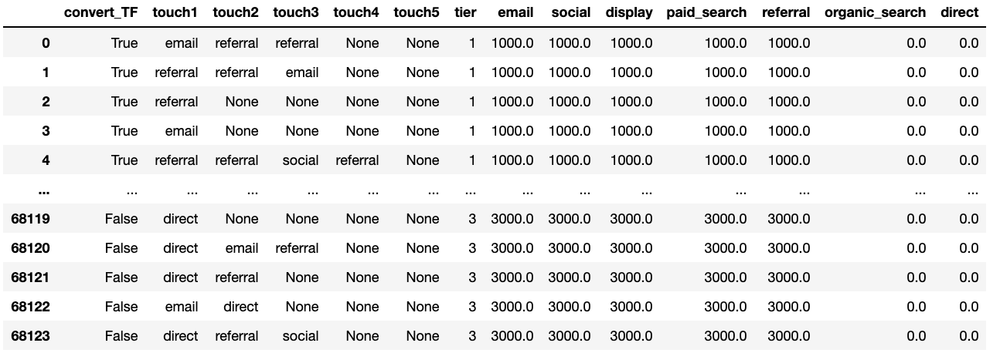 convert_TF touch1 touch2 touch3 touch4 touch5 tier email social display paid_search referral organic_search direct
0 True email referral referral None None 1 1000.0 1000.0 1000.0 1000.0 1000.0 0.0 0.0
1 True referral referral email None None 1 1000.0 1000.0 1000.0 1000.0 1000.0 0.0 0.0
2 True referral None None None None 1 1000.0 1000.0 1000.0 1000.0 1000.0 0.0 0.0
3 True email None None None None 1 1000.0 1000.0 1000.0 1000.0 1000.0 0.0 0.0
4 True referral referral social referral None 1 1000.0 1000.0 1000.0 1000.0 1000.0 0.0 0.0
... ... ... ... ... ... ... ... ... ... ... ... ... ... ...
68119 False direct None None None None 3 3000.0 3000.0 3000.0 3000.0 3000.0 0.0 0.0
68120 False direct email referral None None 3 3000.0 3000.0 3000.0 3000.0 3000.0 0.0 0.0
68121 False direct referral None None None 3 3000.0 3000.0 3000.0 3000.0 3000.0 0.0 0.0
68122 False email direct None None None 3 3000.0 3000.0 3000.0 3000.0 3000.0 0.0 0.0
68123 False direct referral social None None 3 3000.0 3000.0 3000.0 3000.0 3000.0 0.0 0.0